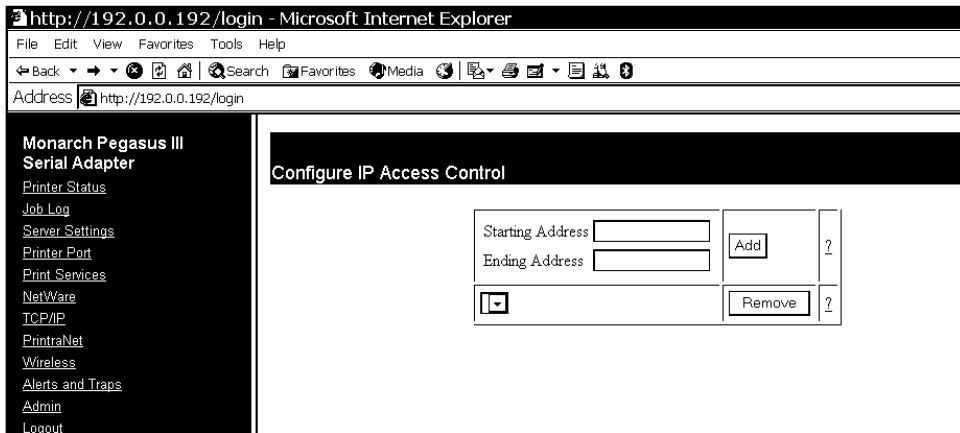 http://192.0.0.192/login - Microsoft Internet Explorer
File Edit View Favorites Tools Help
Back Search Favorites Media
Address http://192.0.0.192/login
Monarch Pegasus III
Serial Adapter
Printer Status
Job Log
Server Settings
Printer Port
Print Services
NetWare
TCP/IP
PrintraNet
Wireless
Alerts and Traps
Admin
Logout
Configure IP Access Control
Starting Address
Ending Address
Add
?
Remove
?